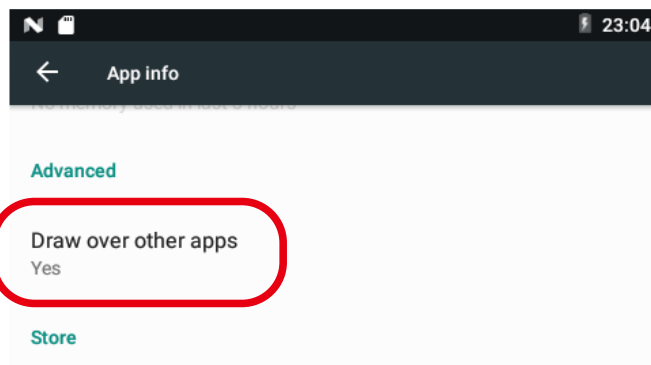 23:04
App info
Advanced
Draw over other apps
Yes
Store